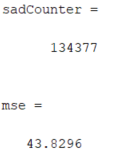 sadCounter =
134377
mse =
43.8296